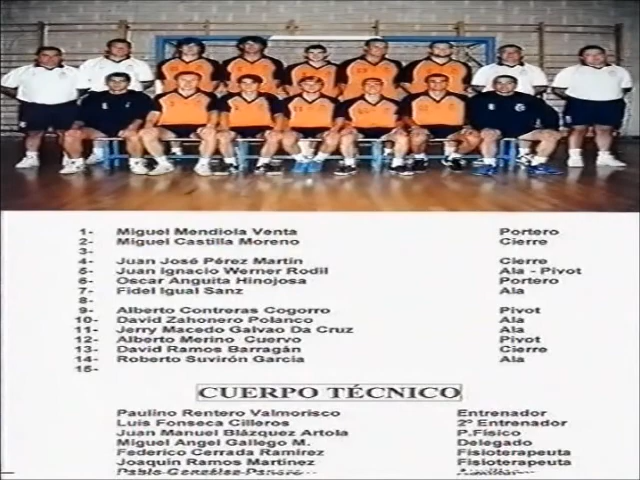 1- Miguel Mendiola Venta Portero
2- Miguel Castilla Moreno Cierre
3-
4- Juan José Pérez Martín Cierre
5- Juan Ignacio Werner Rodil Ala - Pivot
6- Oscar Anguita Hinojosa Portero
7- Fidel Igual Sanz Ala
8-
9- Alberto Contreras Cogorro Pivot
10- David Zahonero Polanco Ala
11- Jerry Macedo Galvao Da Cruz Ala
12- Alberto Merino Cuervo Pivot
13- David Ramos Barragán Cierre
14- Roberto Suvirón Garcia Ala
15-
CUERPO TÉCNICO
Paulino Rentero Valmorisco Entrenador
Luis Fonseca Cilleros 2º Entrenador
Juan Manuel Blázquez Artola P.Físico
Miguel Angel Gallego M. Delegado
Federico Cerrada Ramírez Fisioterapeuta
Joaquín Ramos Martínez Fisioterapeuta
Pablo González